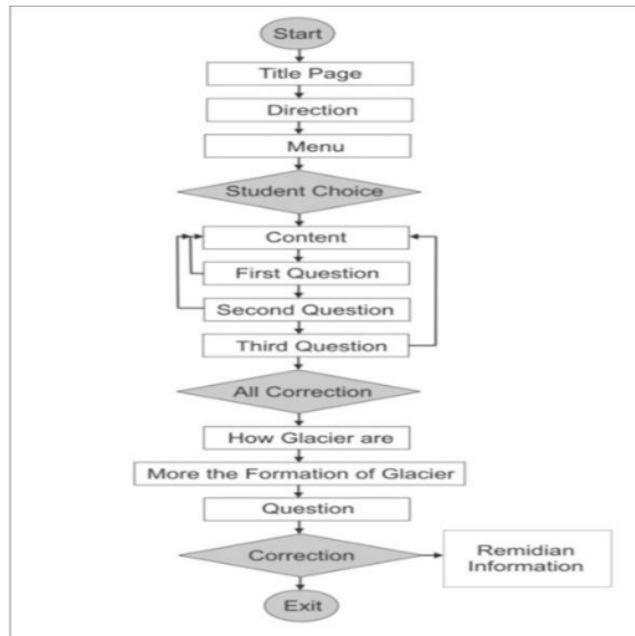 Start
Title Page
Direction
Menu
Student Choice
Content
First Question
Second Question
Third Question
All Correction
How Glacier are
More the Formation of Glacier
Question
Correction
Remidian
Information
Exit